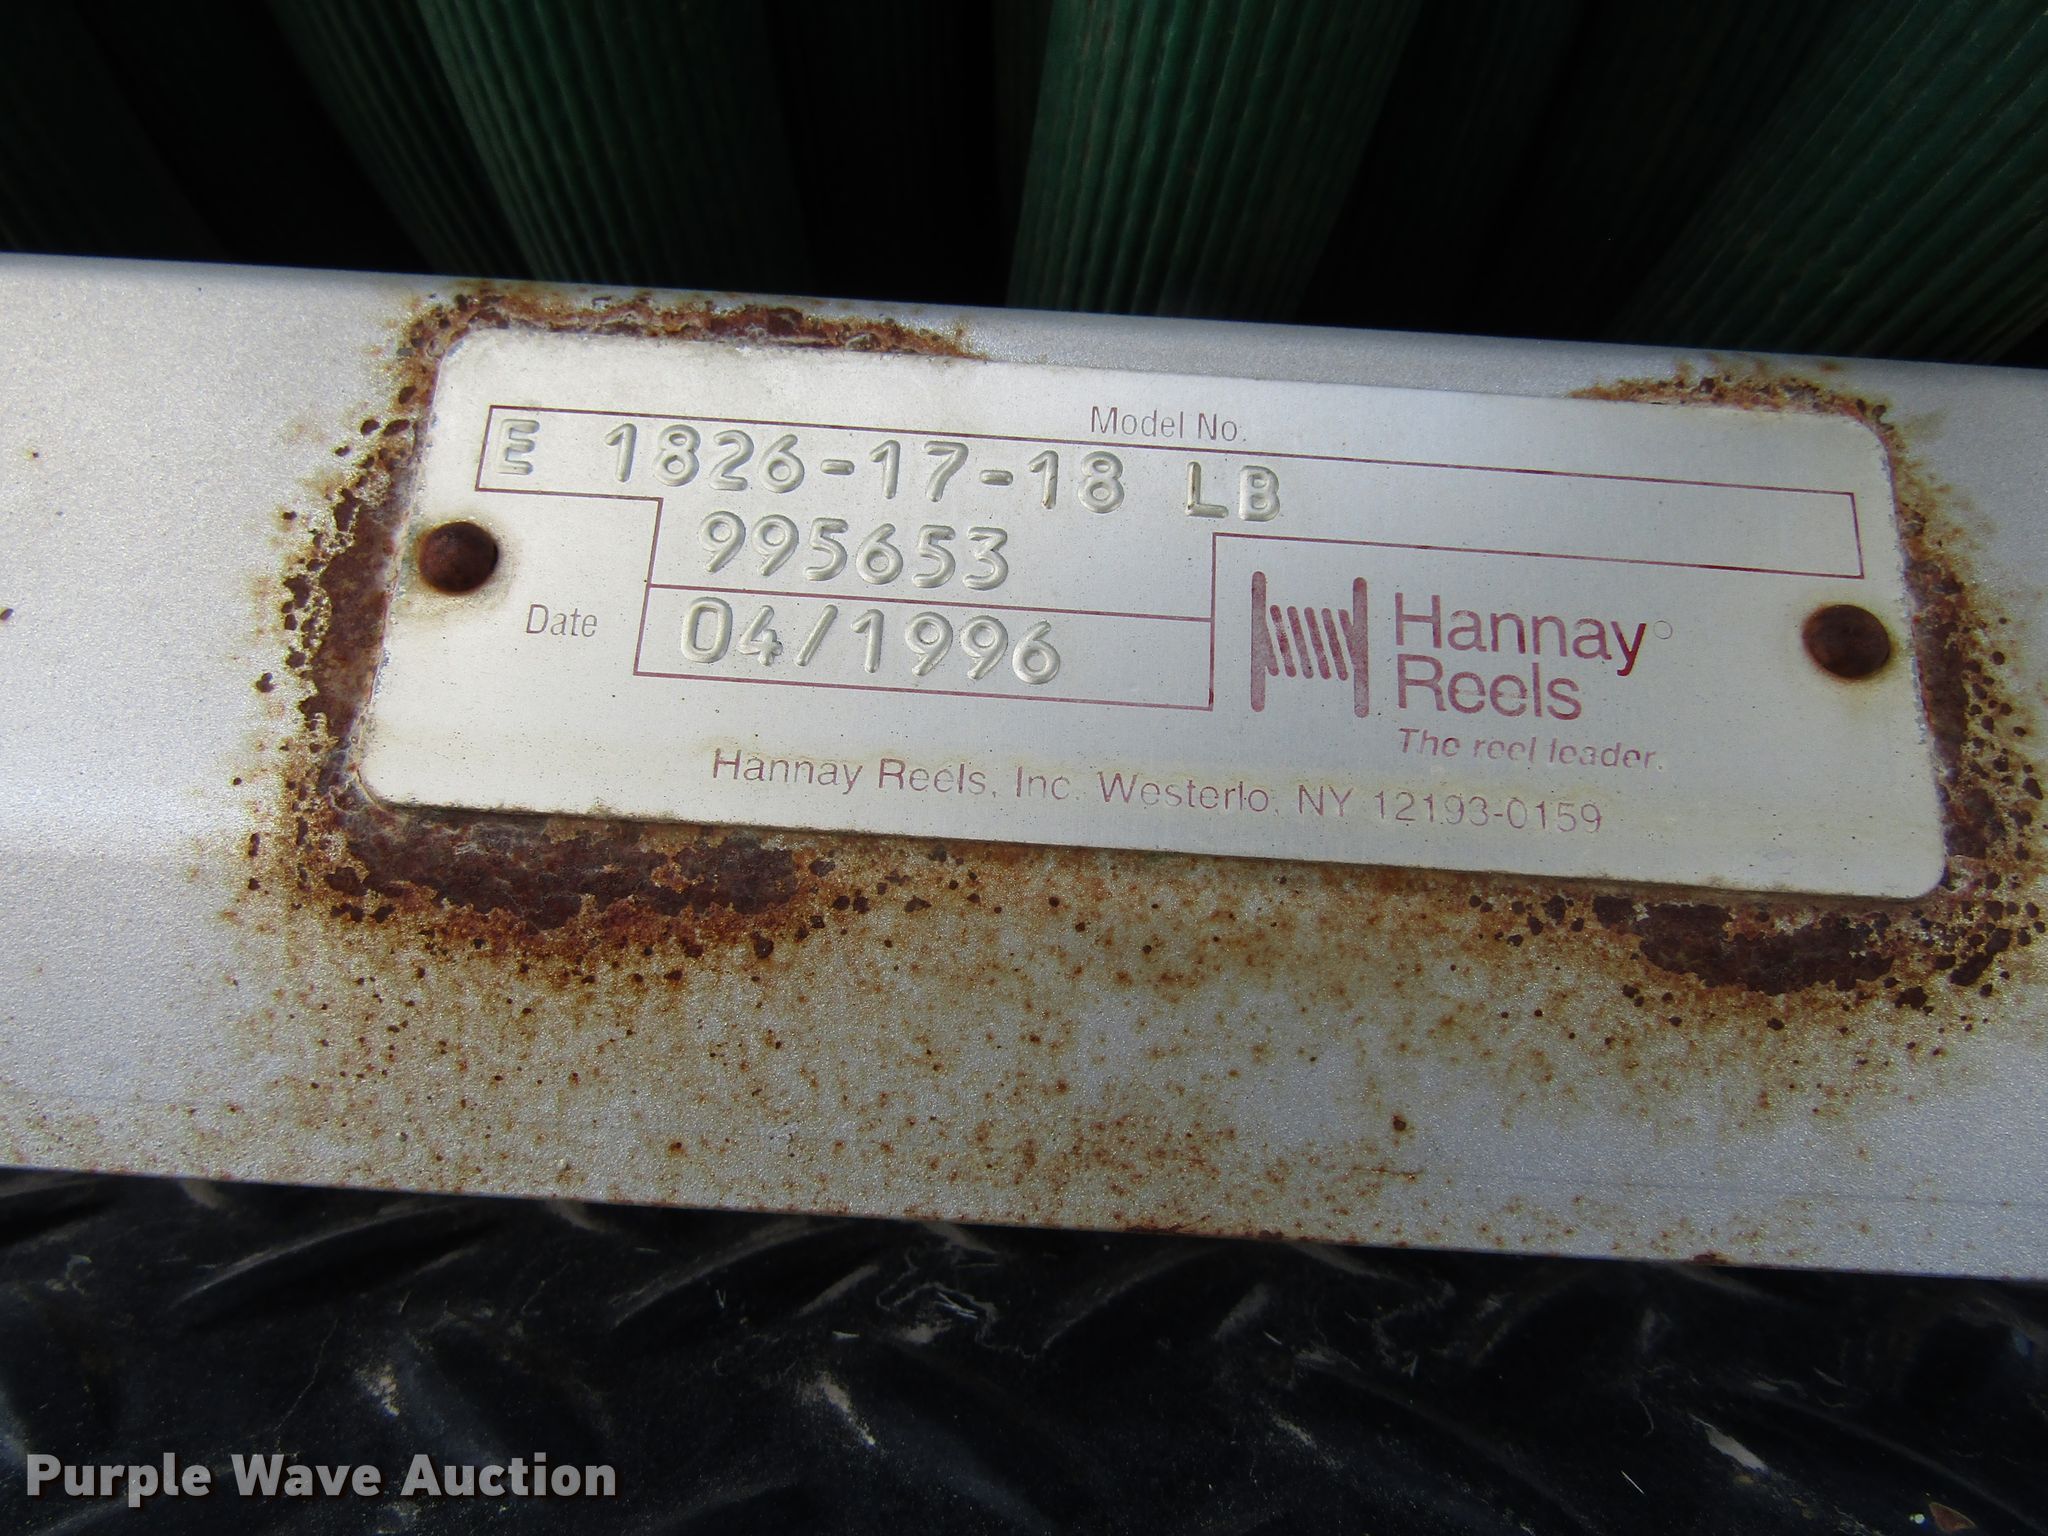 Model No.
E 1826-17-18 LB
995653
Date 04/1996
Hannay
Reels
The reel leader.
Hannay Reels, Inc. Westerlo, NY 12193-0159
Purple Wave Auction